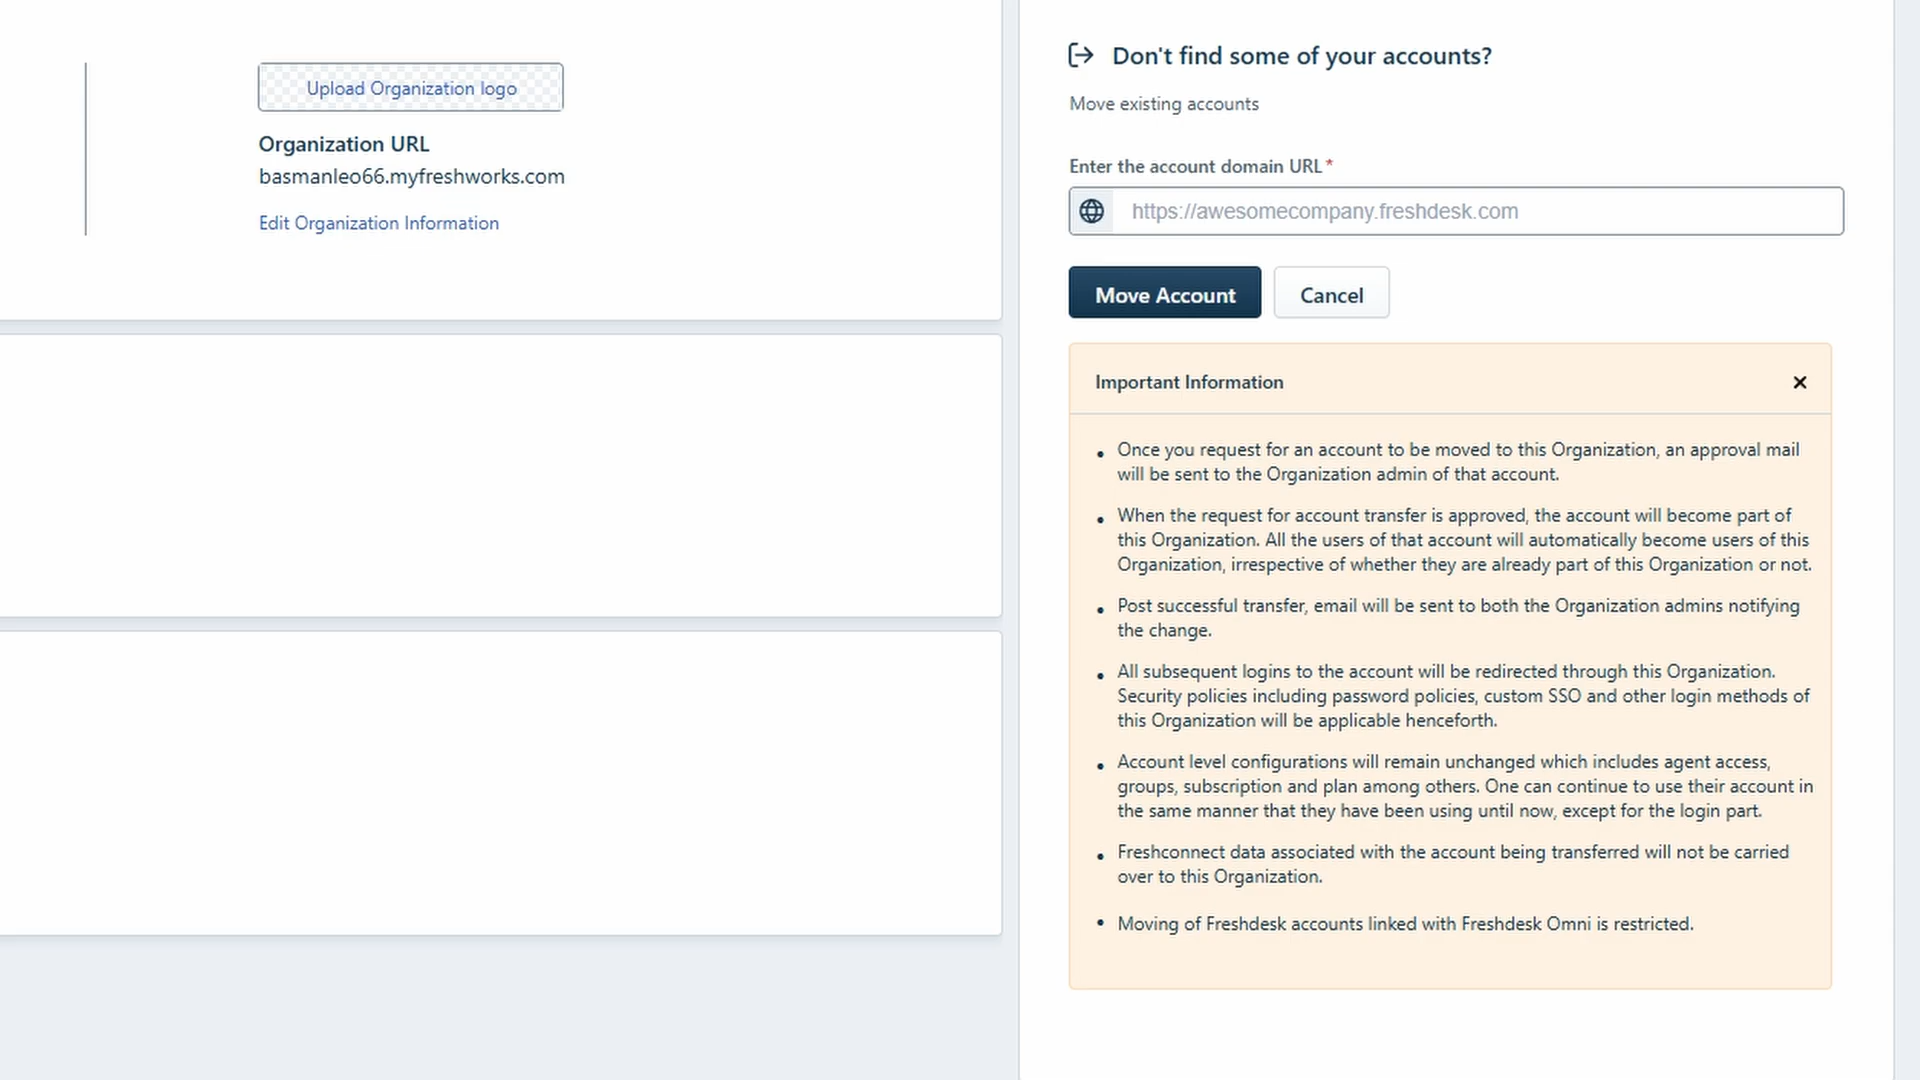 Upload Organization logo
Organization URL
basmanleo66.myfreshworks.com
Edit Organization Information
Don't find some of your accounts?
Move existing accounts
Enter the account domain URL*
https://awesomecompany.freshdesk.com
Move Account
Cancel
Important Information
Once you request for an account to be moved to this Organization, an approval mail
will be sent to the Organization admin of that account.
When the request for account transfer is approved, the account will become part of
this Organization. All the users of that account will automatically become users of this
Organization, irrespective of whether they are already part of this Organization or not.
Post successful transfer, email will be sent to both the Organization admins notifying
the change.
All subsequent logins to the account will be redirected through this Organization.
Security policies including password policies, custom SSO and other login methods of
this Organization will be applicable henceforth.
Account level configurations will remain unchanged which includes agent access,
groups, subscription and plan among others. One can continue to use their account in
the same manner that they have been using until now, except for the login part.
Freshconnect data associated with the account being transferred will not be carried
over to this Organization.
Moving of Freshdesk accounts linked with Freshdesk Omni is restricted.